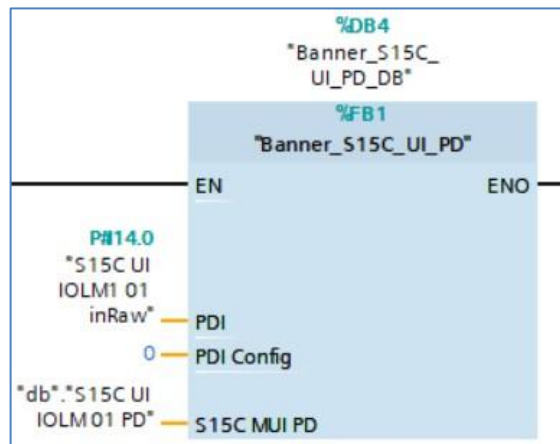 %DB4
"Banner_S15C_
UI_PD_DB"
%FB1
"Banner_S15C_UI_PD"
EN
ENO
P#I14.0
"S15C UI
IOLM1 01
inRaw"
PDI
0
PDI Config
"db"."S15C UI
IOLM 01 PD"
S15C MUI PD